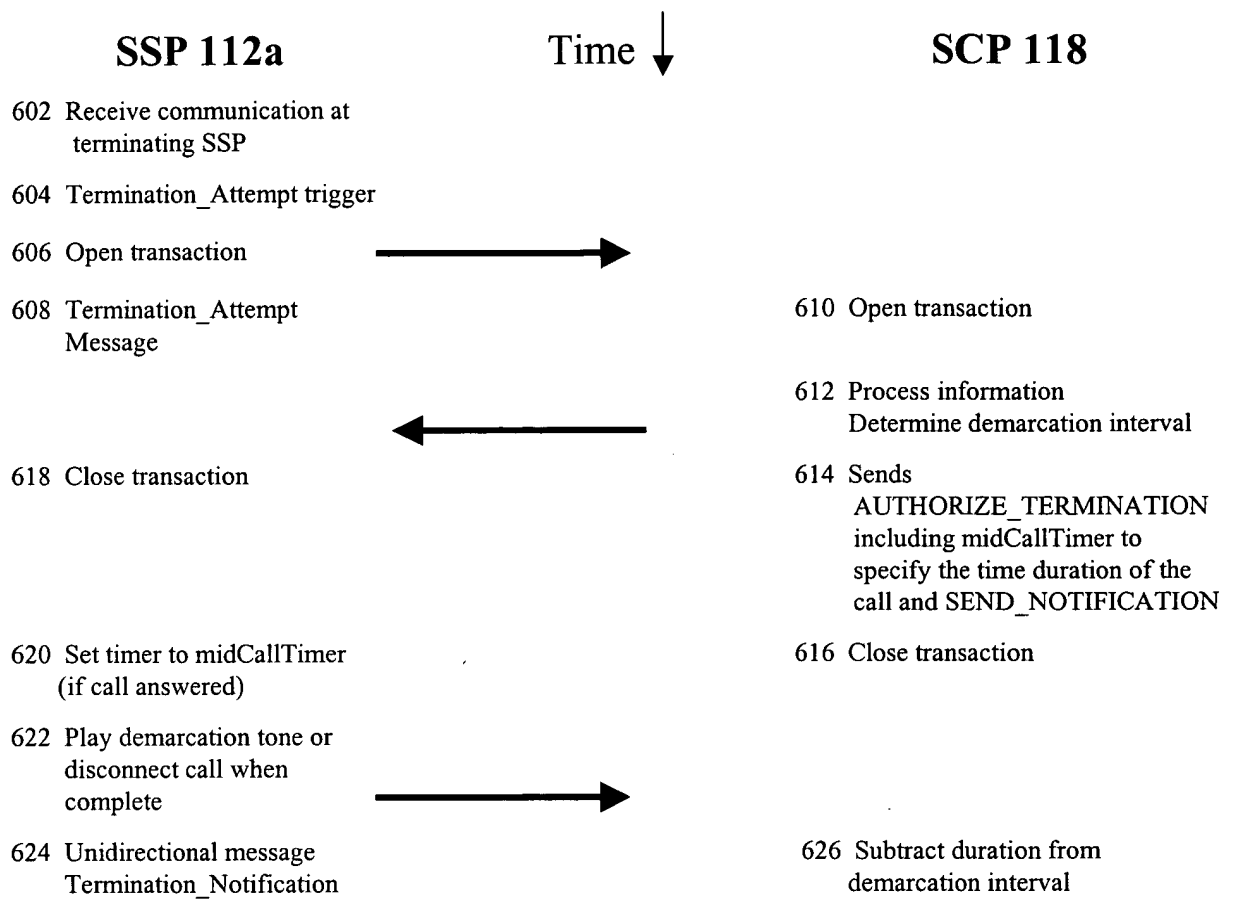 SSP 112a
Time
SCP 118
602 Receive communication at
terminating SSP
604 Termination_Attempt trigger
606 Open transaction
608 Termination_Attempt
Message
610 Open transaction
612 Process information
Determine demarcation interval
618 Close transaction
614 Sends
AUTHORIZE_TERMINATION
including midCallTimer to
specify the time duration of the
call and SEND_NOTIFICATION
620 Set timer to midCallTimer
(if call answered)
616 Close transaction
622 Play demarcation tone or
disconnect call when
complete
624 Unidirectional message
Termination_Notification
626 Subtract duration from
demarcation interval